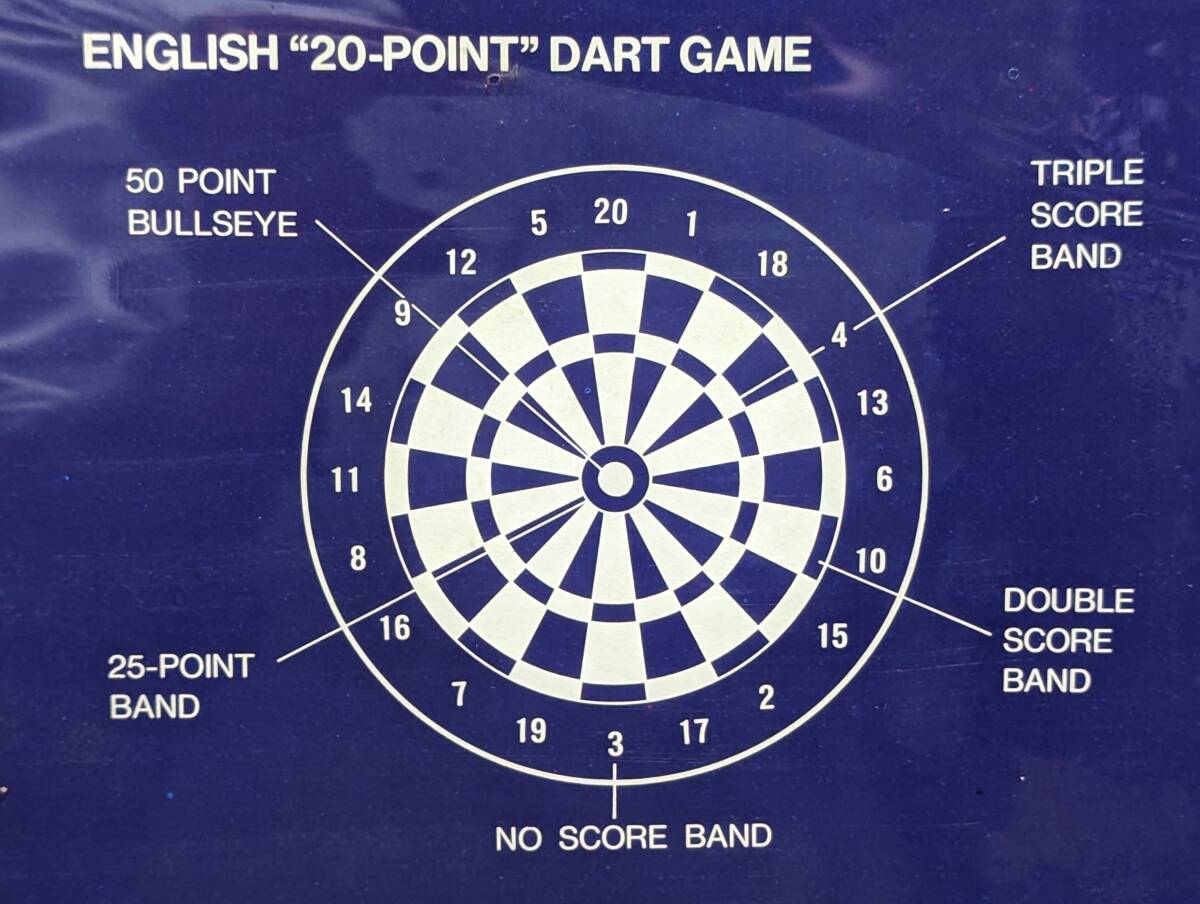 ENGLISH “20-POINT” DART GAME
50 POINT
BULLSEYE
TRIPLE
SCORE
BAND
20
1
18
4
13
6
10
15
2
17
3
19
7
16
8
11
14
9
12
5
25-POINT
BAND
DOUBLE
SCORE
BAND
NO SCORE BAND